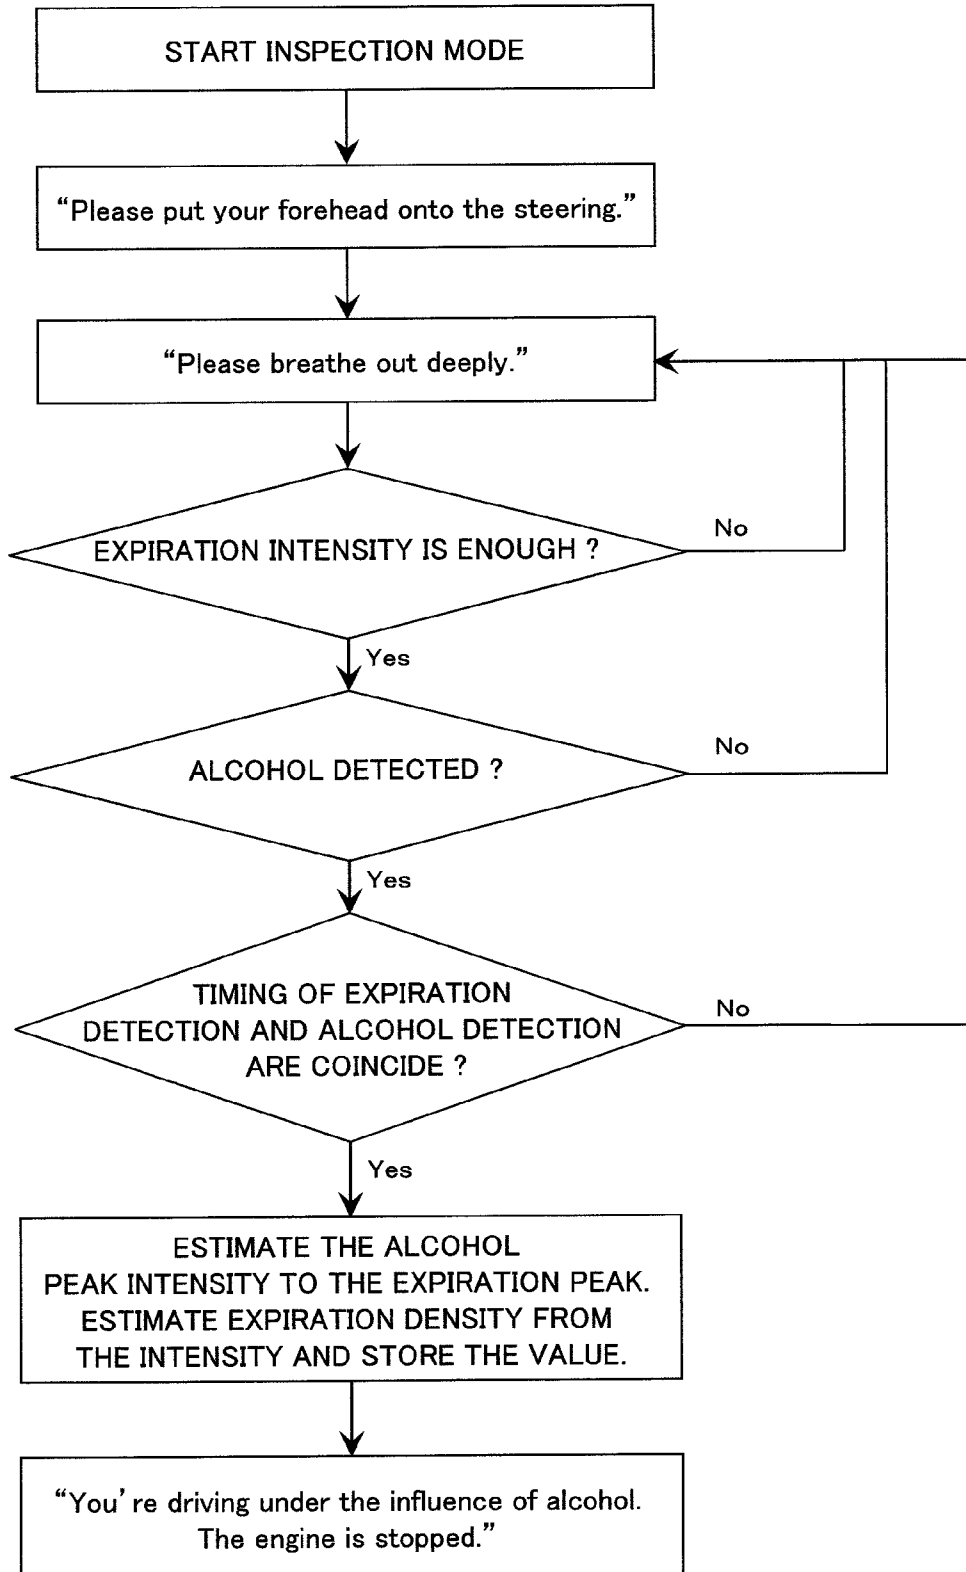 START INSPECTION MODE
“Please put your forehead onto the steering.”
“Please breathe out deeply.”
EXPIRATION INTENSITY IS ENOUGH ?
No
Yes
ALCOHOL DETECTED ?
No
Yes
TIMING OF EXPIRATION
DETECTION AND ALCOHOL DETECTION
ARE COINCIDE ?
No
Yes
ESTIMATE THE ALCOHOL
PEAK INTENSITY TO THE EXPIRATION PEAK.
ESTIMATE EXPIRATION DENSITY FROM
THE INTENSITY AND STORE THE VALUE.
“You’re driving under the influence of alcohol.
The engine is stopped.”